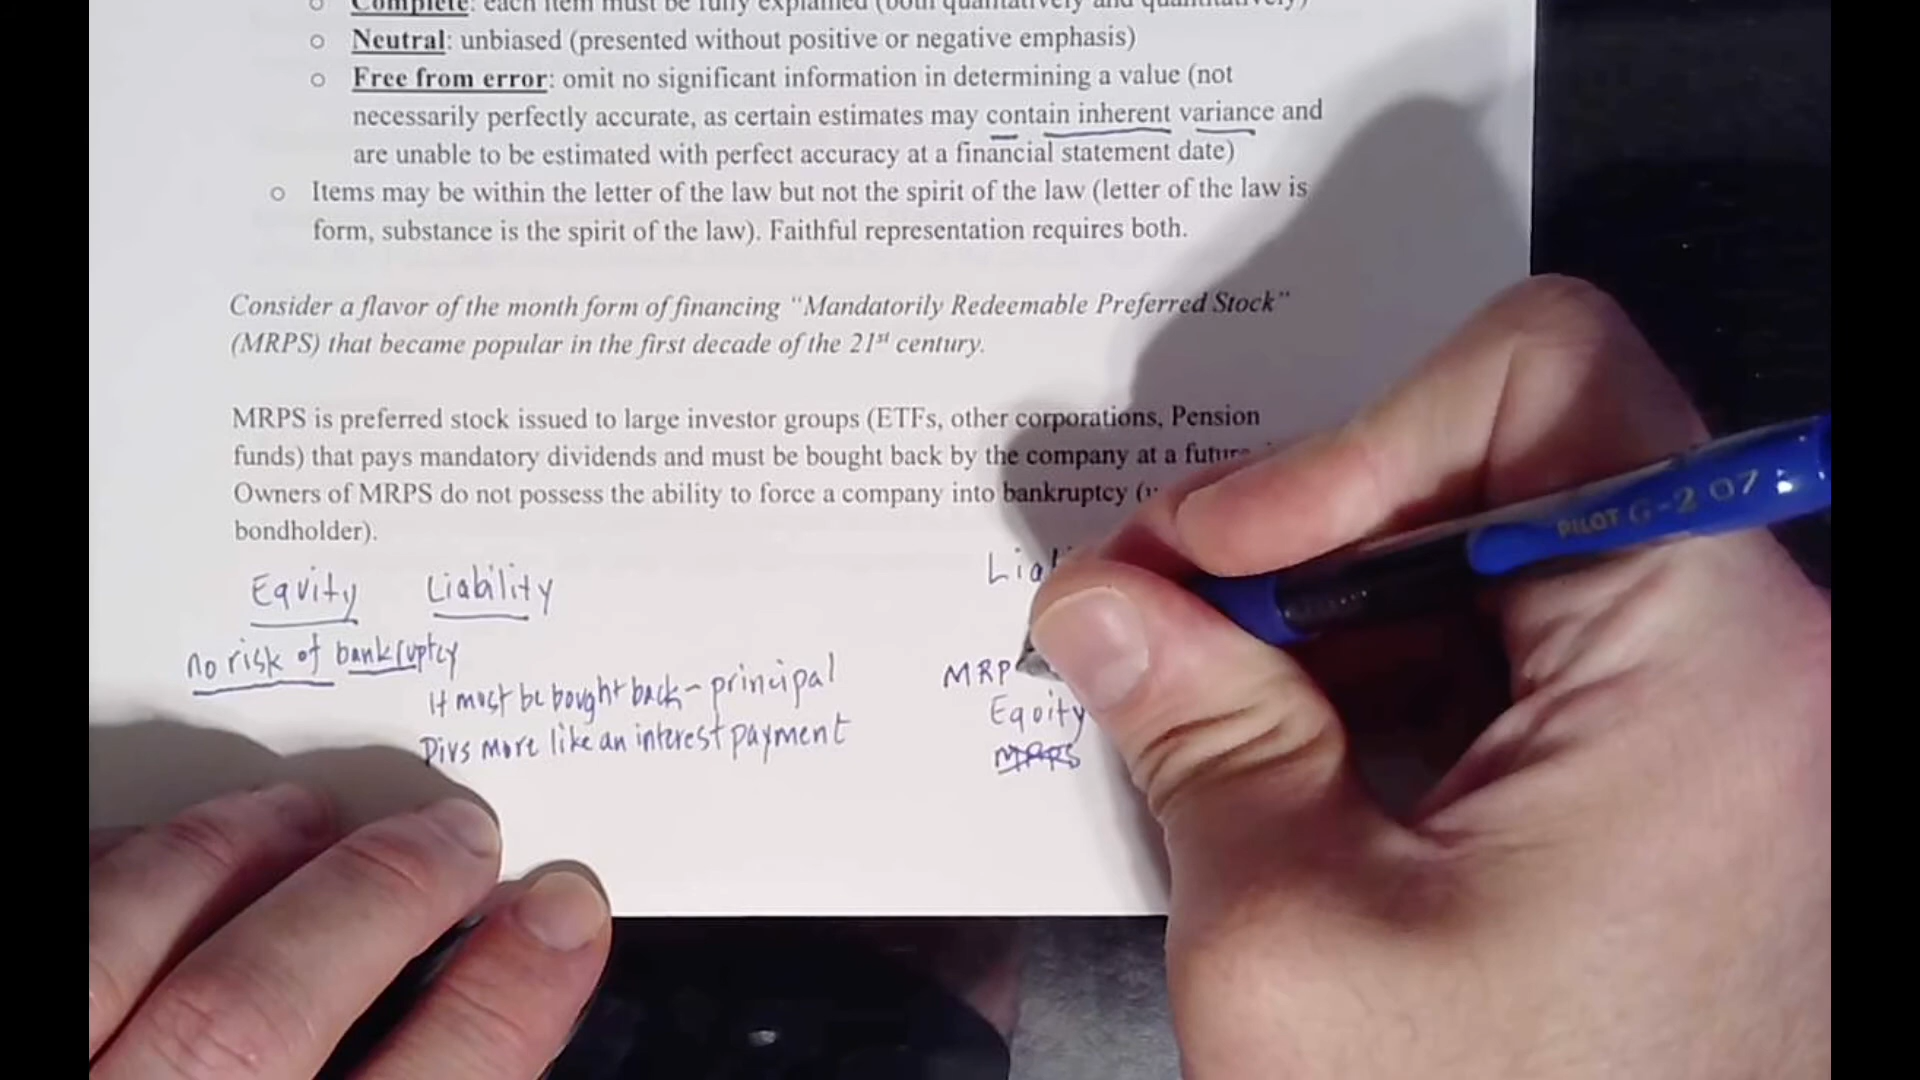 ○ Complete: each item must be fully explained (both qualitatively and quantitatively)
○ Neutral: unbiased (presented without positive or negative emphasis)
○ Free from error: omit no significant information in determining a value (not
necessarily perfectly accurate, as certain estimates may contain inherent variance and
are unable to be estimated with perfect accuracy at a financial statement date)
○ Items may be within the letter of the law but not the spirit of the law (letter of the law is
form, substance is the spirit of the law). Faithful representation requires both.
Consider a flavor of the month form of financing “Mandatorily Redeemable Preferred Stock”
(MRPS) that became popular in the first decade of the 21st century.
MRPS is preferred stock issued to large investor groups (ETFs, other corporations, Pension
funds) that pays mandatory dividends and must be bought back by the company at a
Owners of MRPS do not possess the ability to force a company into bankruptcy
bondholder).
Equity Liability
no risk of bankruptcy
It must be bought back - principal
Divs more like an interest payment
MRP
Equity
MRPS
PILOT G-2 07